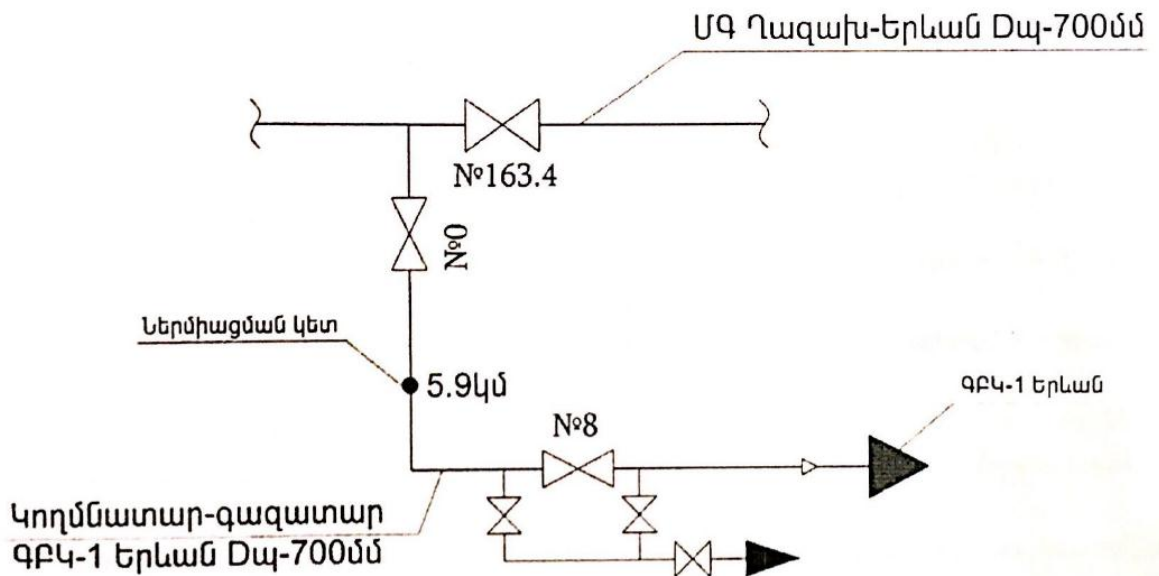 ՄԳ Ղազախ-Երևան Dպ-700մմ
№163.4
№0
Ներմիացման կետ
5.9կմ
ԳԲԿ-1 Երևան
№8
Կողմնատար-գազատար
ԳԲԿ-1 Երևան Dպ-700մմ